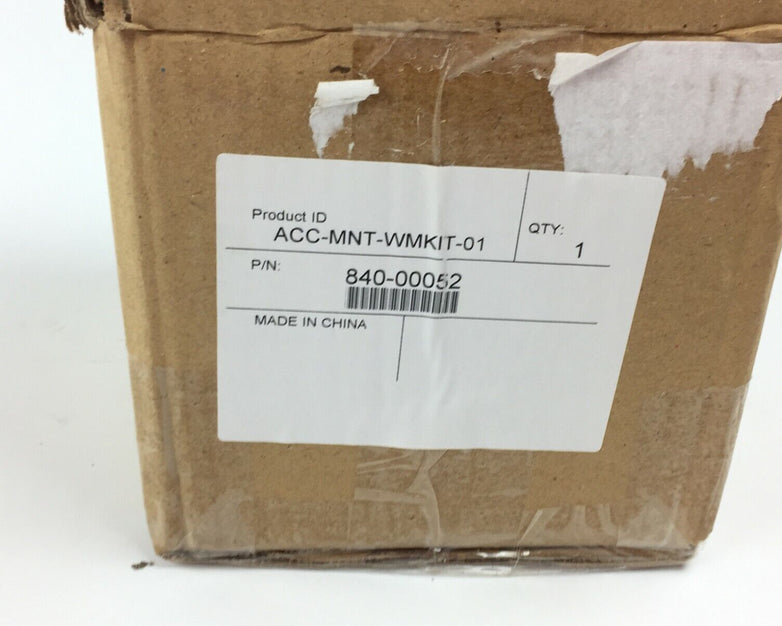 Product ID
ACC-MNT-WMKIT-01
QTY:
1
P/N:
840-00052
MADE IN CHINA